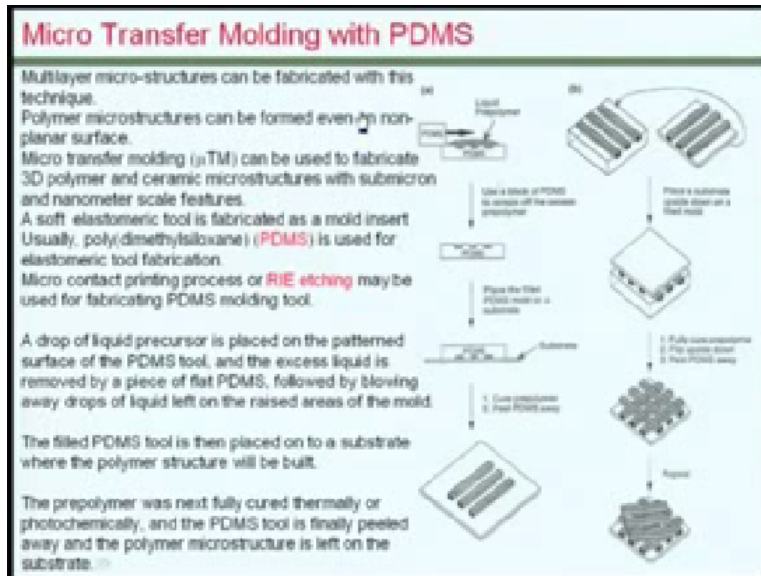 Micro Transfer Molding with PDMS
Multilayer micro-structures can be fabricated with this
technique.
Polymer microstructures can be formed even on non-
planar surface.
Micro transfer molding (μTM) can be used to fabricate
3D polymer and ceramic microstructures with submicron
and nanometer scale features.
A soft elastomeric tool is fabricated as a mold insert
Usually, poly(dimethylsiloxane) (PDMS) is used for
elastomeric tool fabrication.
Micro contact printing process or RIE etching may be
used for fabricating PDMS molding tool.
A drop of liquid precursor is placed on the patterned
surface of the PDMS tool, and the excess liquid is
removed by a piece of flat PDMS, followed by blowing
away drops of liquid left on the raised areas of the mold.
The filled PDMS tool is then placed on to a substrate
where the polymer structure will be built.
The prepolymer was next fully cured thermally or
photochemically, and the PDMS tool is finally peeled
away and the polymer microstructure is left on the
substrate.
(a)
Liquid
Prepolymer
PDMS
PDMS
Use a block of PDMS
to scrape off the excess
prepolymer
PDMS
Place the filled
PDMS mold on a
substrate
PDMS
Substrate
1. Cure prepolymer
2. Peel PDMS away
(b)
Place a substrate
upside down on a
filled mold
1. Fully cure prepolymer
2. Flip upside down
3. Peel PDMS away
Repeat